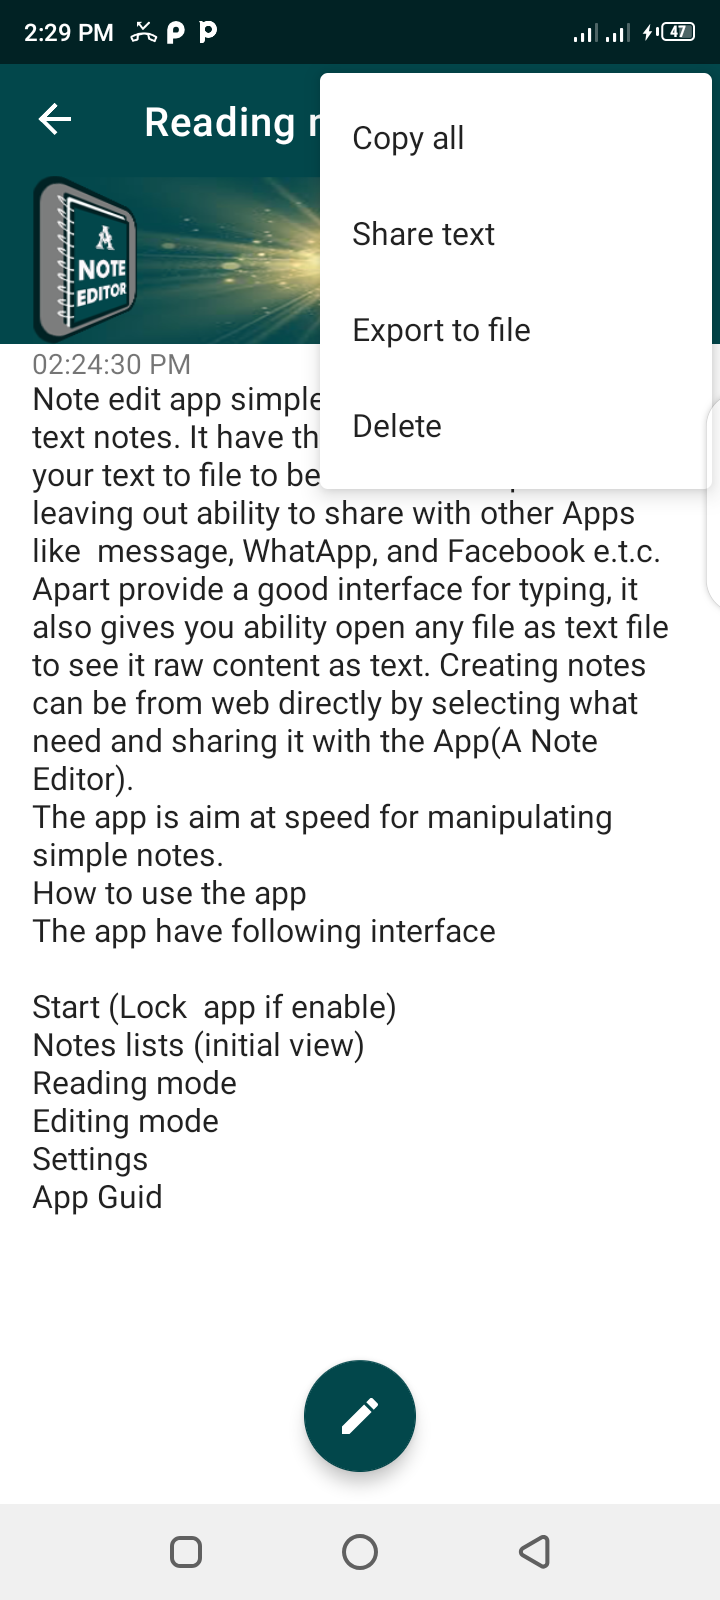 2:29 PM
47
Reading
Copy all
Share text
Export to file
Delete
A
NOTE
EDITOR
02:24:30 PM
Note edit app simple
text notes. It have th
your text to file to be
leaving out ability to share with other Apps
like  message, WhatApp, and Facebook e.t.c.
Apart provide a good interface for typing, it
also gives you ability open any file as text file
to see it raw content as text. Creating notes
can be from web directly by selecting what
need and sharing it with the App(A Note
Editor).
The app is aim at speed for manipulating
simple notes.
How to use the app
The app have following interface
Start (Lock  app if enable)
Notes lists (initial view)
Reading mode
Editing mode
Settings
App Guid